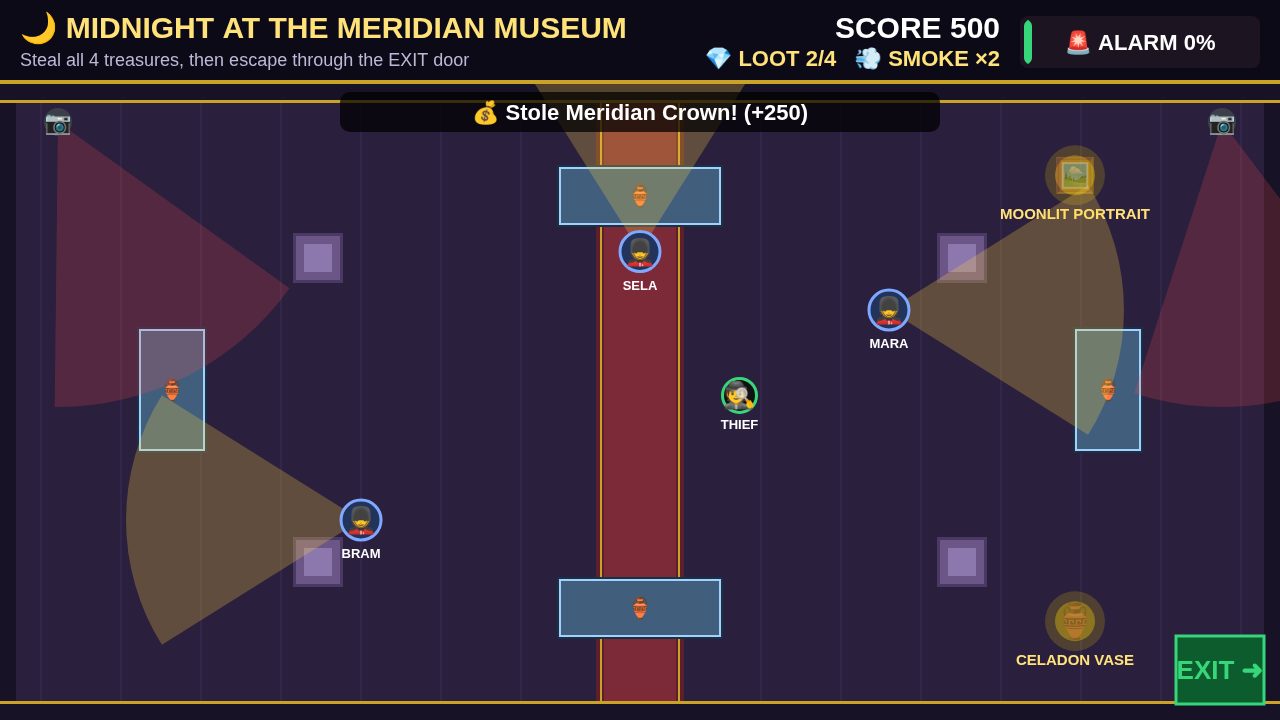 🌙 MIDNIGHT AT THE MERIDIAN MUSEUM
Steal all 4 treasures, then escape through the EXIT door
SCORE 500
💎 LOOT 2/4 💨 SMOKE ×2
🚨 ALARM 0%
💰 Stole Meridian Crown! (+250)
MOONLIT PORTRAIT
SELA
MARA
THIEF
BRAM
CELADON VASE
EXIT ➜